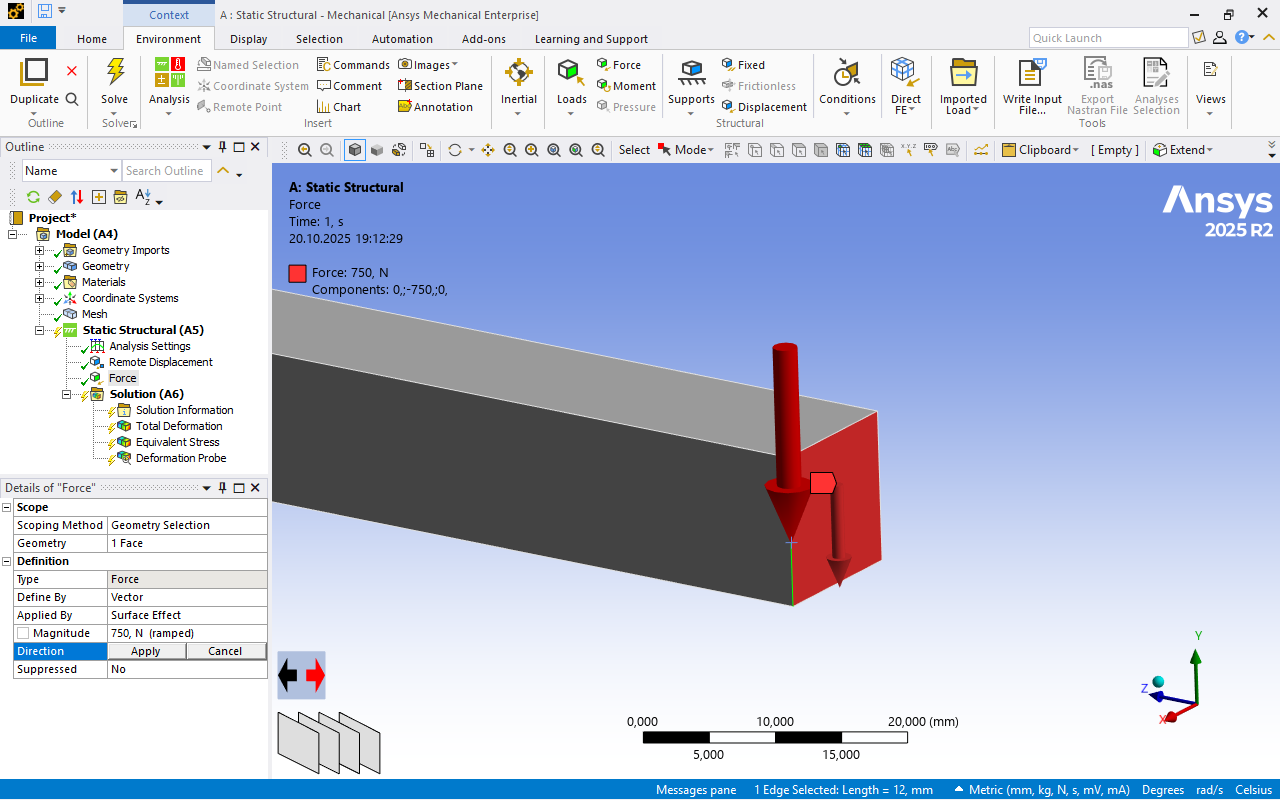 Context
A : Static Structural - Mechanical [Ansys Mechanical Enterprise]
File Home Environment Display Selection Automation Add-ons Learning and Support Quick Launch
Duplicate
Outline
Solve
Solve
Analysis
Named Selection
Coordinate System
Remote Point
Commands
Comment
Chart
Images
Section Plane
Annotation
Insert
Inertial
Loads
Force
Moment
Pressure
Supports
Fixed
Frictionless
Displacement
Structural
Conditions
Direct FE
Imported Load
Write Input File...
Export Nastran File
.nas
Analyses Selection
Tools
Views
Outline
Name Search Outline
Select Mode Clipboard [ Empty ] Extend
Project*
Model (A4)
Geometry Imports
Geometry
Materials
Coordinate Systems
Mesh
Static Structural (A5)
Analysis Settings
Remote Displacement
Force
Solution (A6)
Solution Information
Total Deformation
Equivalent Stress
Deformation Probe
Details of "Force"
Scope
Scoping Method Geometry Selection
Geometry 1 Face
Definition
Type Force
Define By Vector
Applied By Surface Effect
Magnitude 750, N (ramped)
Direction Apply Cancel
Suppressed No
A: Static Structural
Force
Time: 1, s
20.10.2025 19:12:29
Force: 750, N
Components: 0,;-750,;0,
Ansys
2025 R2
Y
Z
X
0,000 10,000 20,000 (mm)
5,000 15,000
Messages pane 1 Edge Selected: Length = 12, mm Metric (mm, kg, N, s, mV, mA) Degrees rad/s Celsius